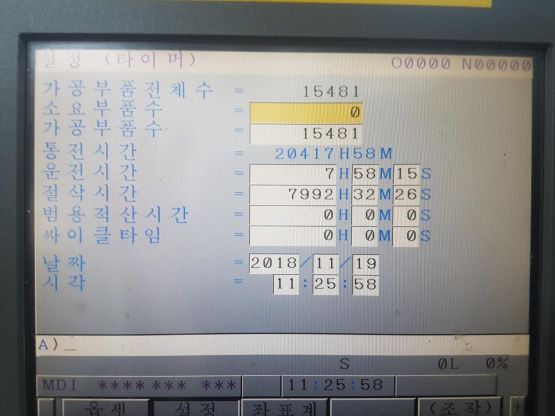 설정 (타이머) O0000 N00000
가공부품전체수 = 15481
소요부품수 = 0
가공부품수 = 15481
통전시간 = 20417H58M
운전시간 = 7H58M15S
절삭시간 = 7992H32M26S
범용적산시간 = 0H 0M 0S
싸이클타임 = 0H 0M 0S
날짜 = 2018/11/19
시각 = 11:25:58
A)_
S 0L 0%
MDI **** *** *** 11:25:58
옵셋 설정 좌표계 (조작)